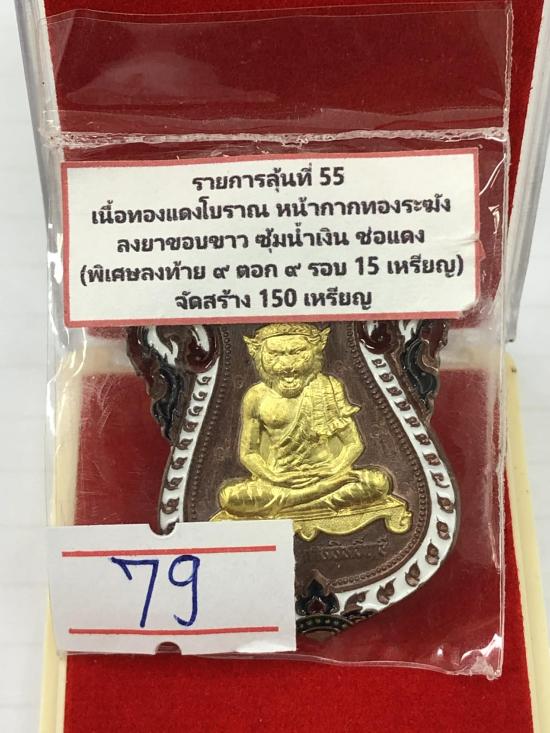 รายการลุ้นที่ 55
เนื้อทองแดงโบราณ หน้ากากทองระฆัง
ลงยาขอบขาว ซุ้มน้ำเงิน ช่อแดง
(พิเศษลงท้าย ๙ ตอก ๙ รอบ 15 เหรียญ)
จัดสร้าง 150 เหรียญ
79